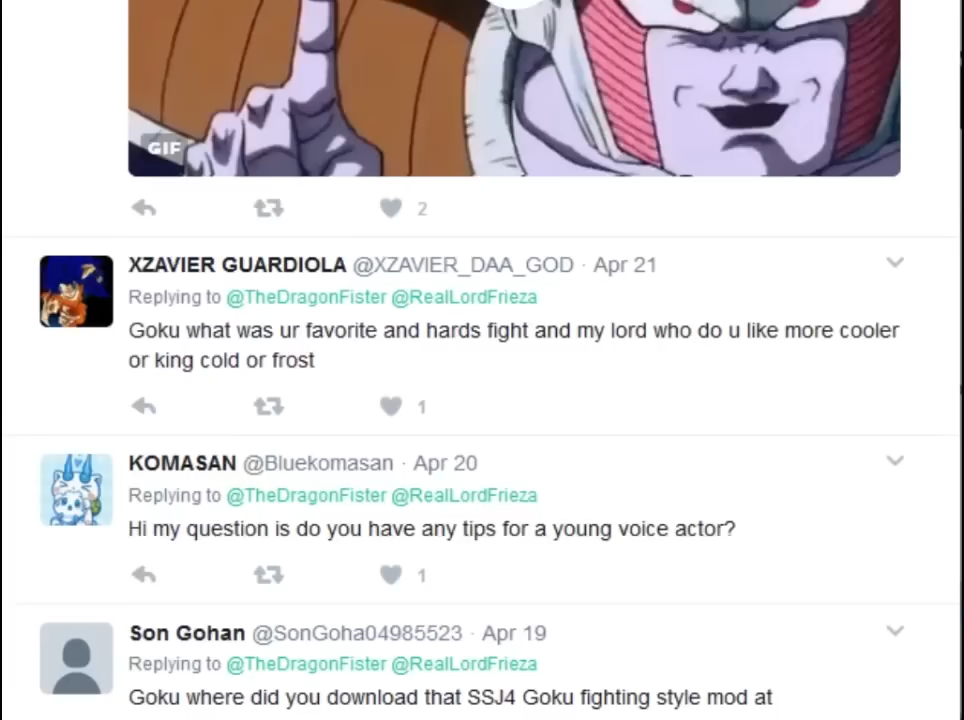 GIF
2
XZAVIER GUARDIOLA @XZAVIER_DAA_GOD · Apr 21
Replying to @TheDragonFister @RealLordFrieza
Goku what was ur favorite and hards fight and my lord who do u like more cooler
or king cold or frost
1
KOMASAN @Bluekomasan · Apr 20
Replying to @TheDragonFister @RealLordFrieza
Hi my question is do you have any tips for a young voice actor?
1
Son Gohan @SonGoha04985523 · Apr 19
Replying to @TheDragonFister @RealLordFrieza
Goku where did you download that SSJ4 Goku fighting style mod at